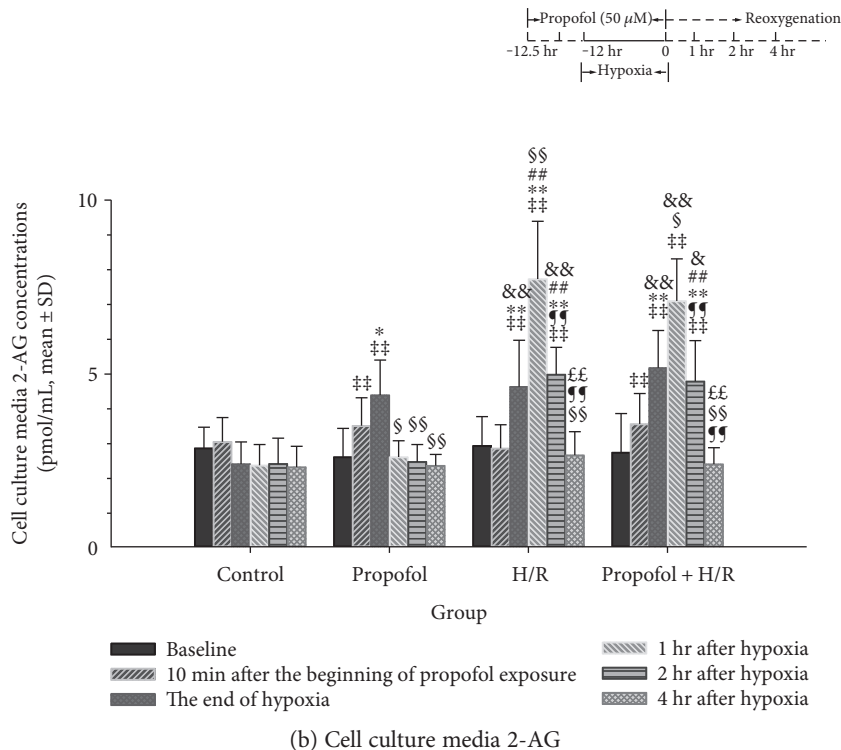 Propofol (50 µM) Reoxygenation
–12.5 hr –12 hr 0 1 hr 2 hr 4 hr
Hypoxia
Cell culture media 2-AG concentrations
(pmol/mL, mean ± SD)
10
5
0
‡‡
*
‡‡
§
§§
§§
&&
**
‡‡
§§
##
**
‡‡
&&
##
**
¶¶
‡‡
££
¶¶
§§
‡‡
&&
**
‡‡
&&
§
‡‡
&
##
**
¶¶
‡‡
££
§§
¶¶
Control Propofol H/R Propofol + H/R
Group
Baseline
10 min after the beginning of propofol exposure
The end of hypoxia
1 hr after hypoxia
2 hr after hypoxia
4 hr after hypoxia
(b) Cell culture media 2-AG